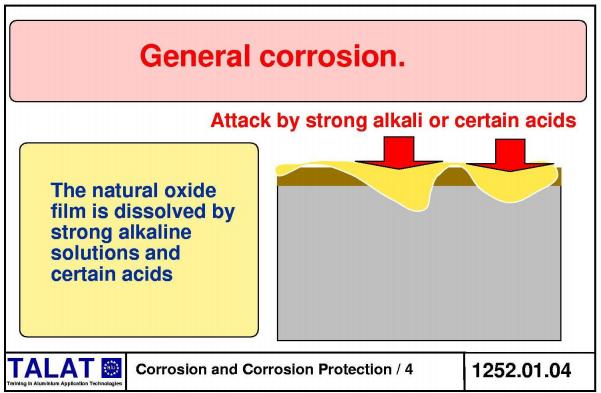 General corrosion.
Attack by strong alkali or certain acids
The natural oxide
film is dissolved by
strong alkaline
solutions and
certain acids
TALAT
Training in Aluminium Application Technologies
Corrosion and Corrosion Protection / 4
1252.01.04